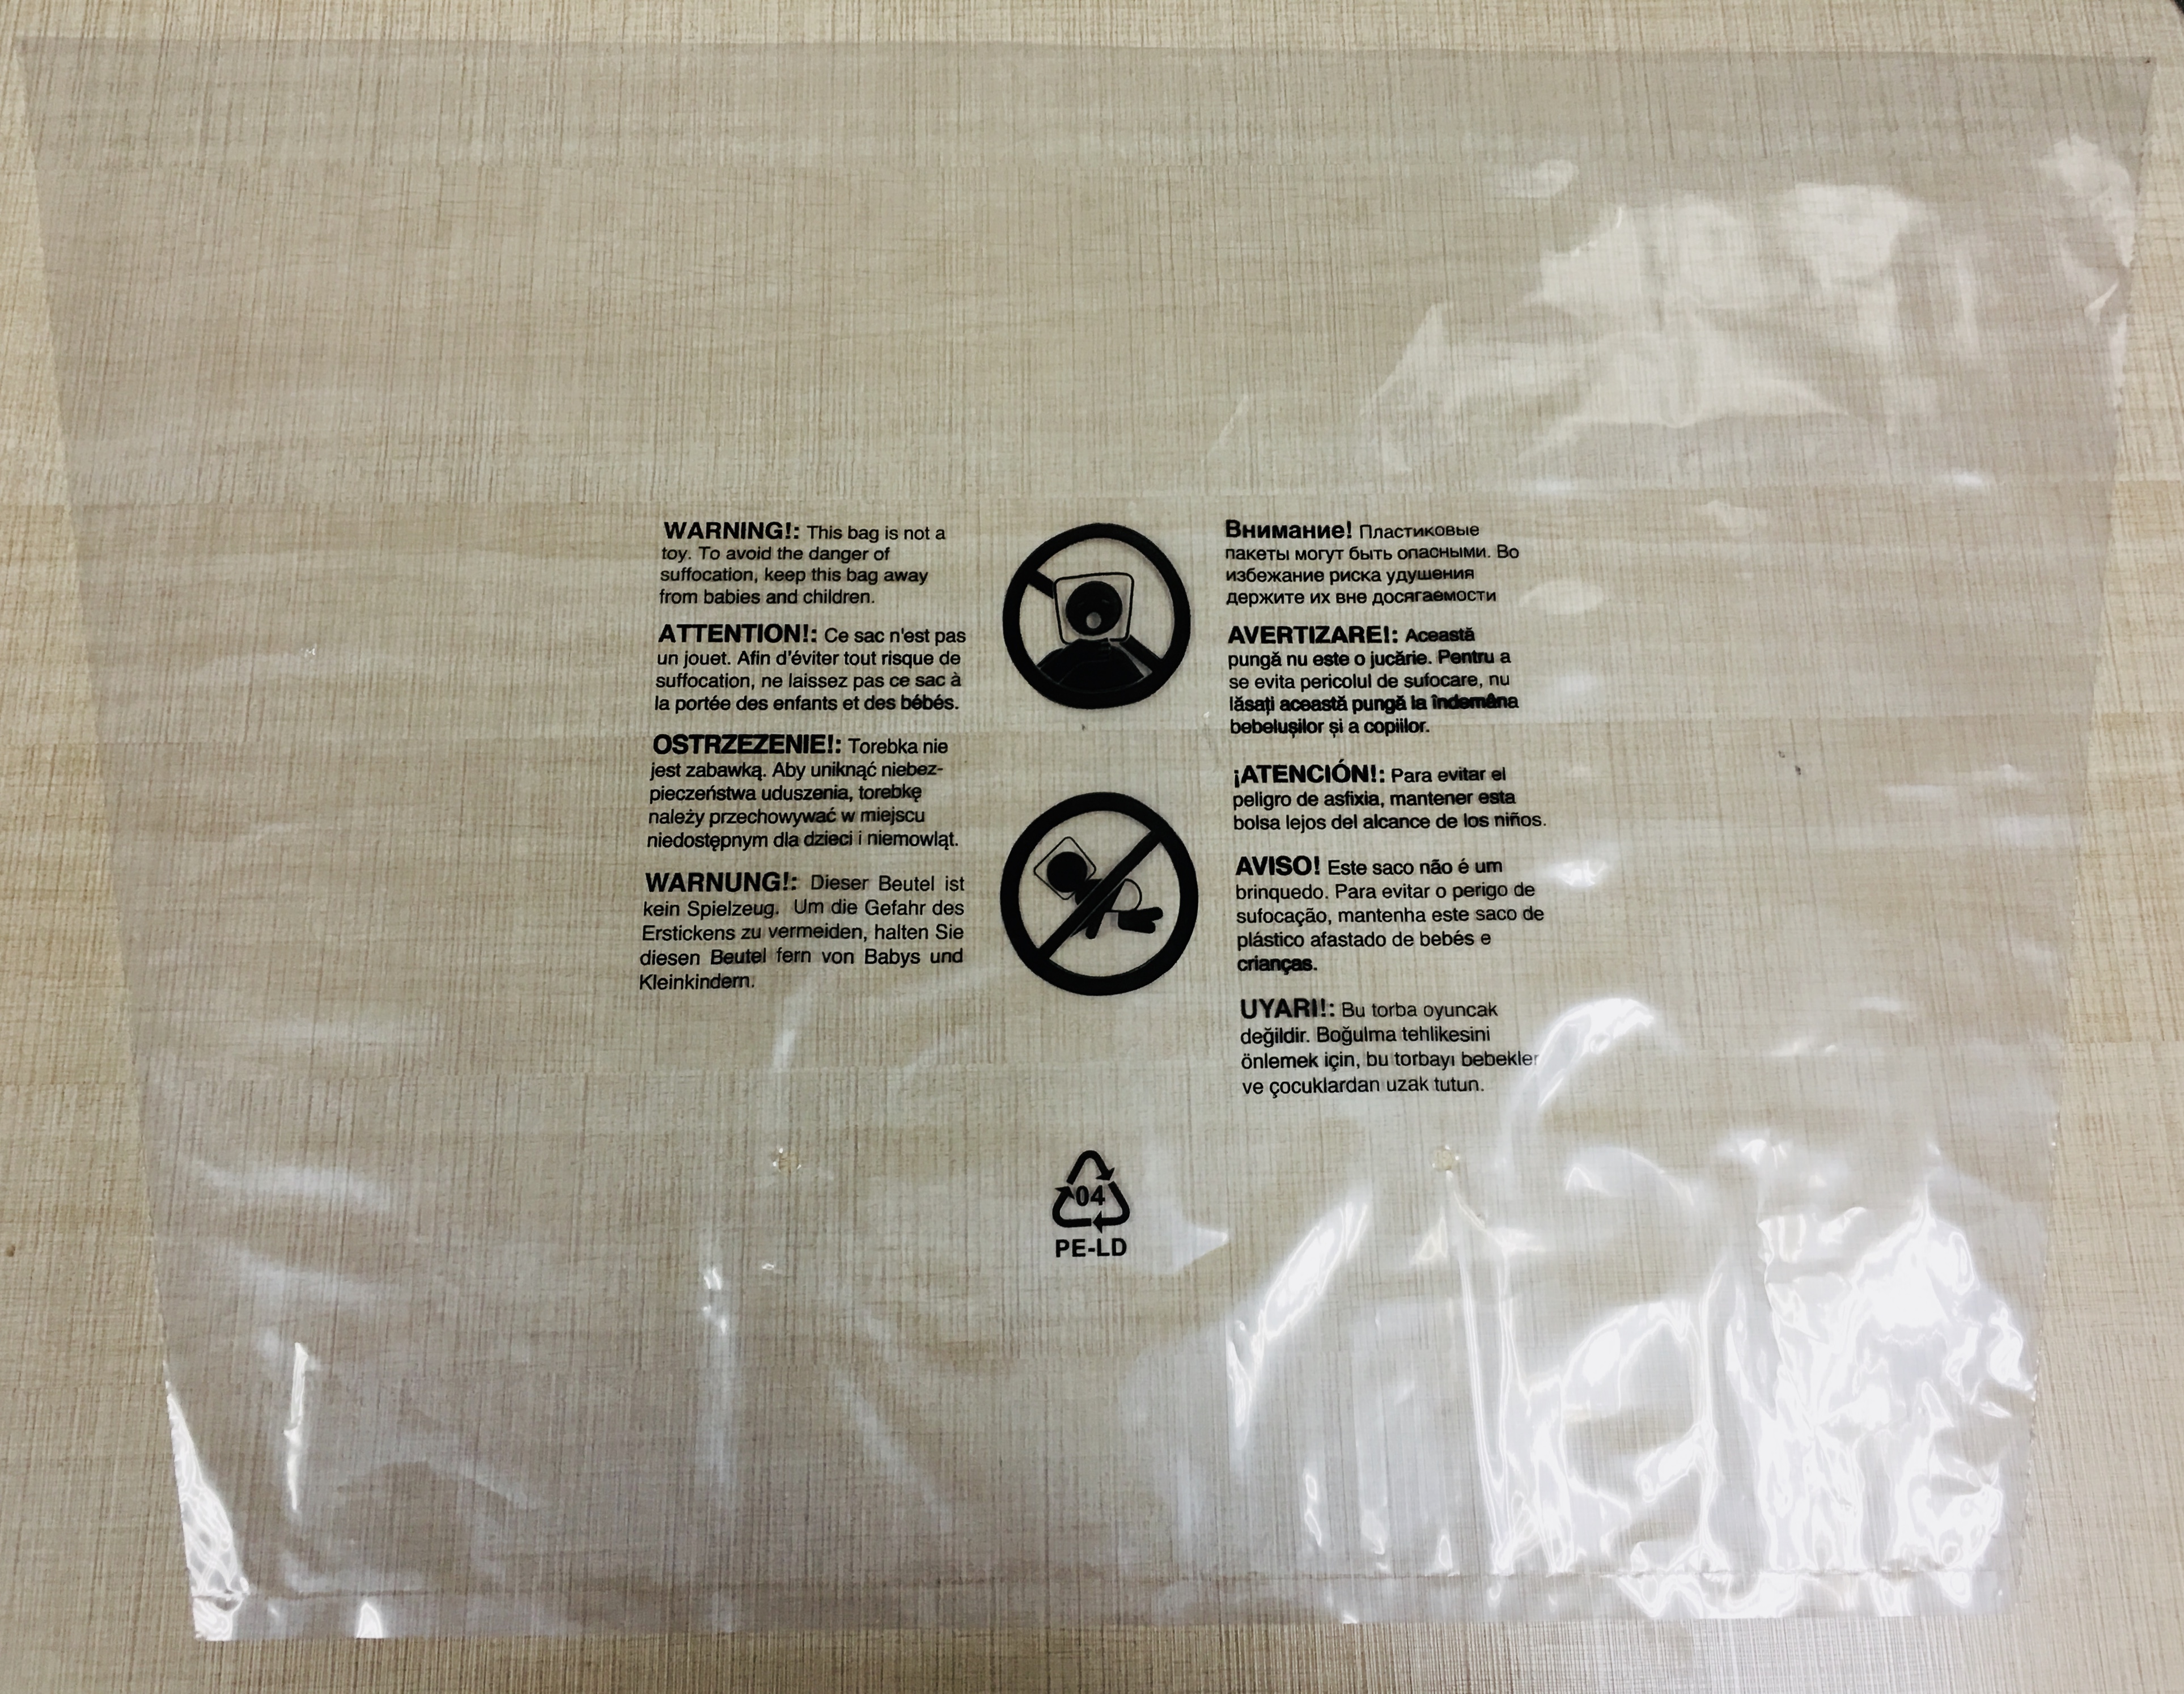 WARNING!: This bag is not a
toy. To avoid the danger of
suffocation, keep this bag away
from babies and children.
ATTENTION!: Ce sac n'est pas
un jouet. Afin d'éviter tout risque de
suffocation, ne laissez pas ce sac à
la portée des enfants et des bébés.
OSTRZEZENIE!: Torebka nie
jest zabawką. Aby uniknąć niebez-
pieczeństwa uduszenia, torebkę
należy przechowywać w miejscu
niedostępnym dla dzieci i niemowląt.
WARNUNG!: Dieser Beutel ist
kein Spielzeug. Um die Gefahr des
Erstickens zu vermeiden, halten Sie
diesen Beutel fern von Babys und
Kleinkindern.
Внимание! Пластиковые
пакеты могут быть опасными. Во
избежание риска удушения
держите их вне досягаемости
AVERTIZARE!: Această
pungă nu este o jucărie. Pentru a
se evita pericolul de sufocare, nu
lăsați această pungă la îndemâna
bebelușilor și a copiilor.
¡ATENCIÓN!: Para evitar el
peligro de asfixia, mantener esta
bolsa lejos del alcance de los niños.
AVISO! Este saco não é um
brinquedo. Para evitar o perigo de
sufocação, mantenha este saco de
plástico afastado de bebés e
crianças.
UYARI!: Bu torba oyuncak
değildir. Boğulma tehlikesini
önlemek için, bu torbayı bebekler
ve çocuklardan uzak tutun.
04
PE-LD